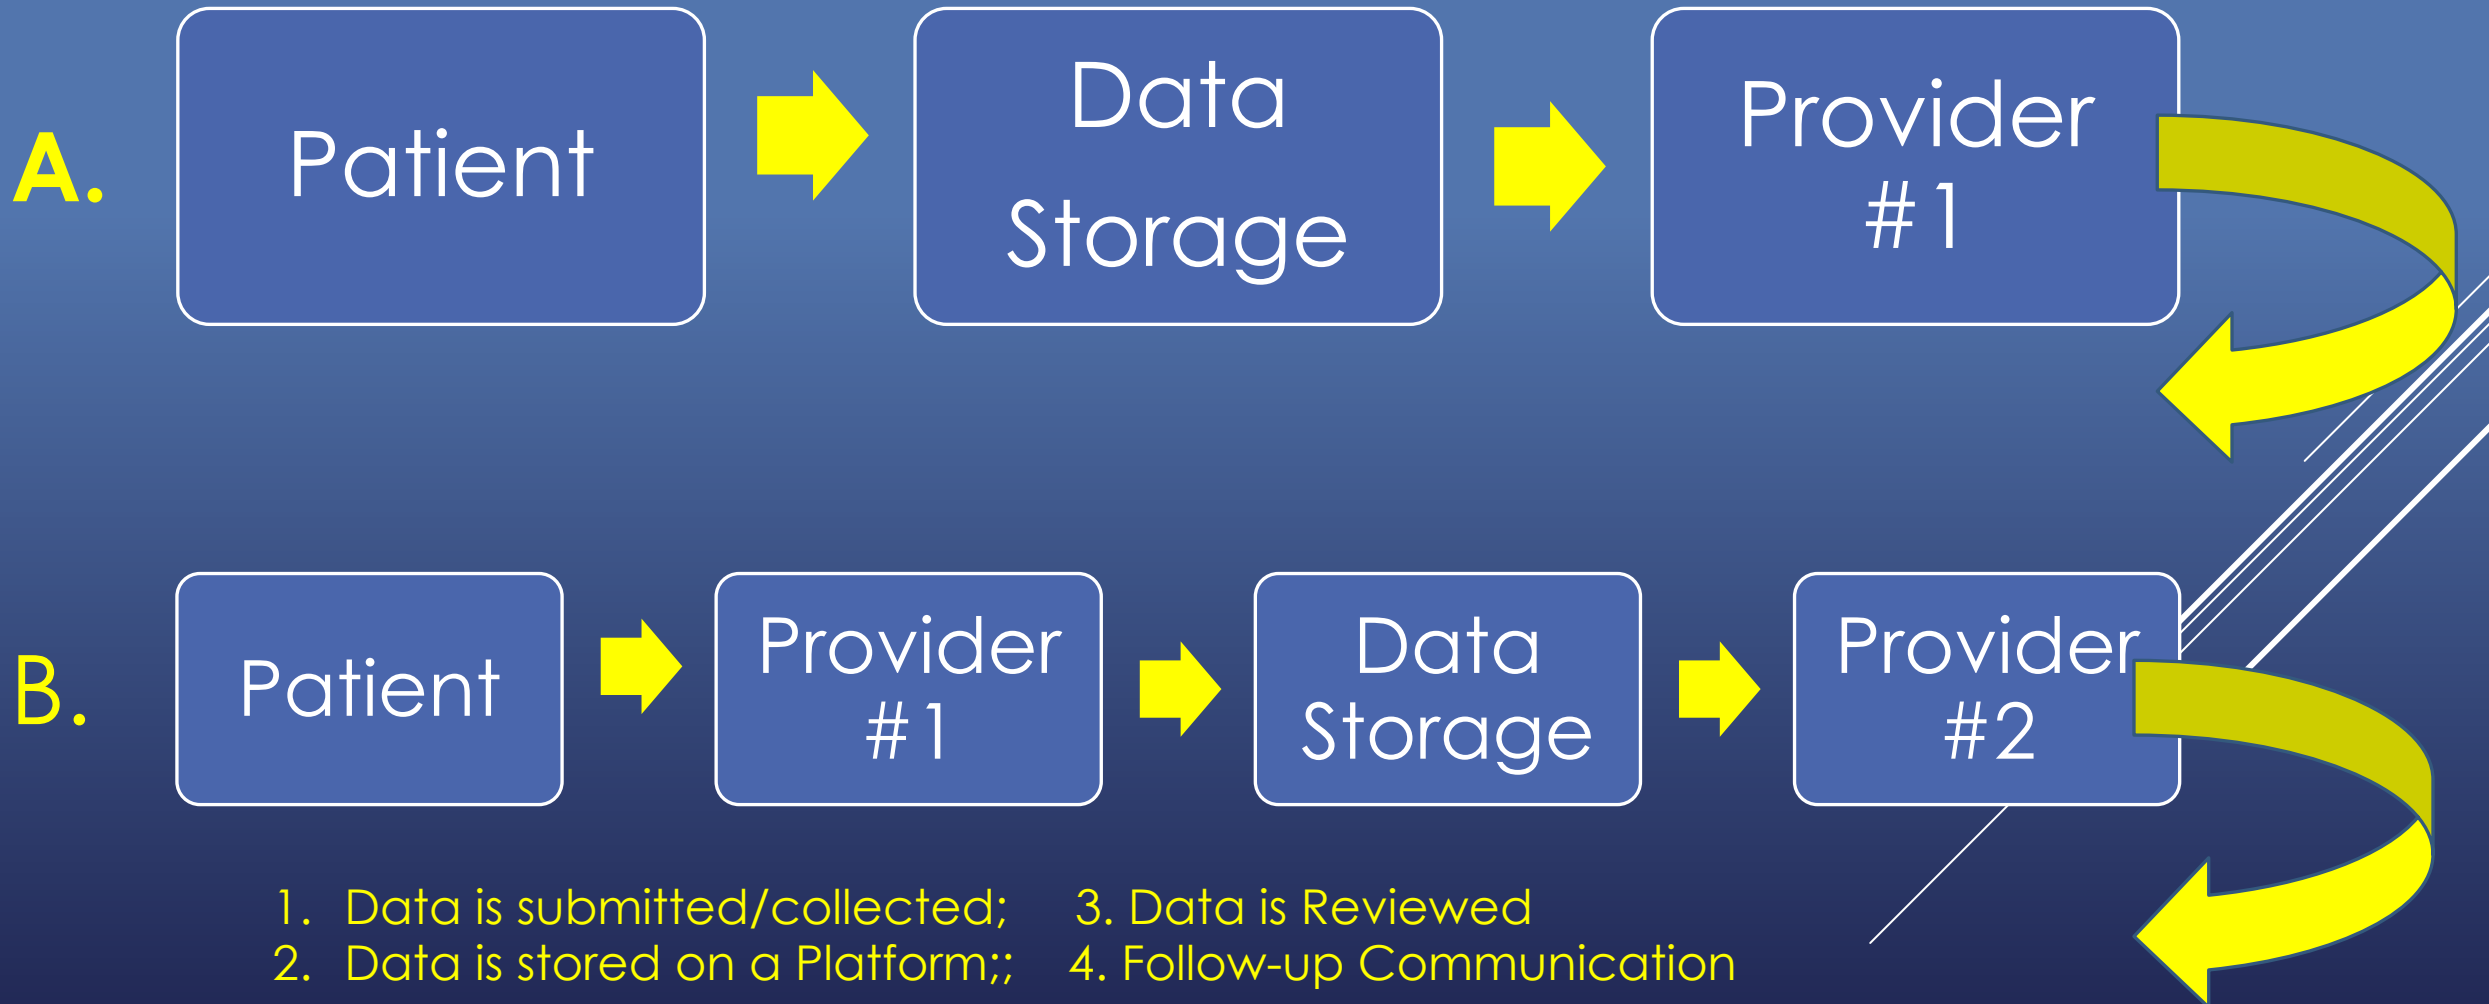 A.
Patient
Data
Storage
Provider
#1
B.
Patient
Provider
#1
Data
Storage
Provider
#2
1. Data is submitted/collected; 3. Data is Reviewed
2. Data is stored on a Platform;; 4. Follow-up Communication